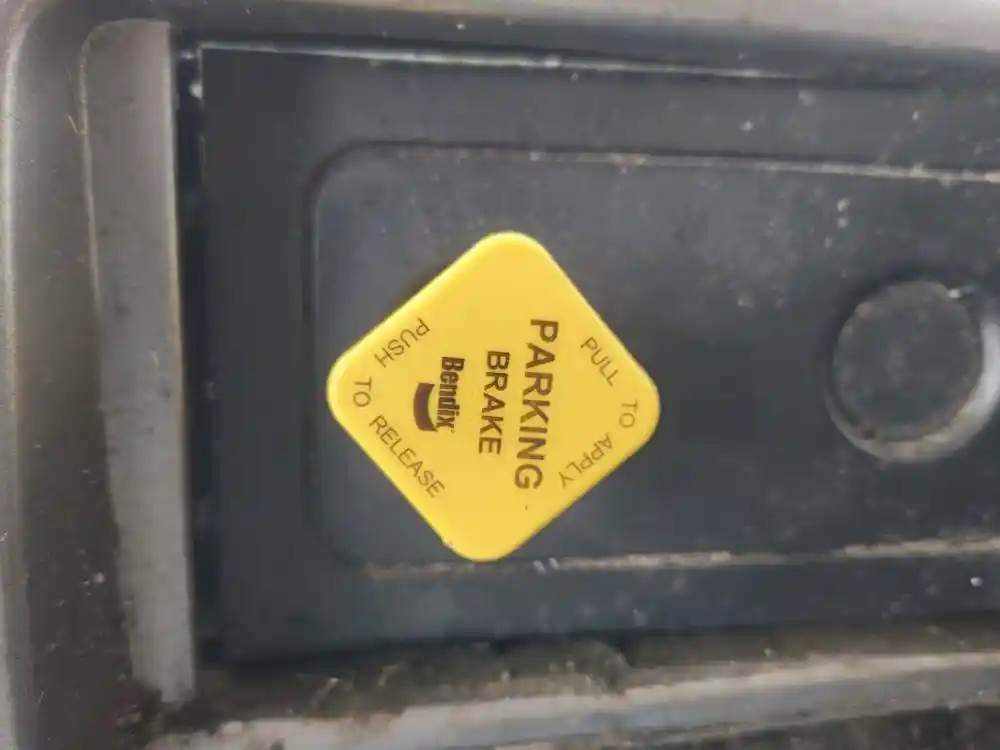 PULL TO APPLY
PARKING
BRAKE
Bendix
PUSH TO RELEASE